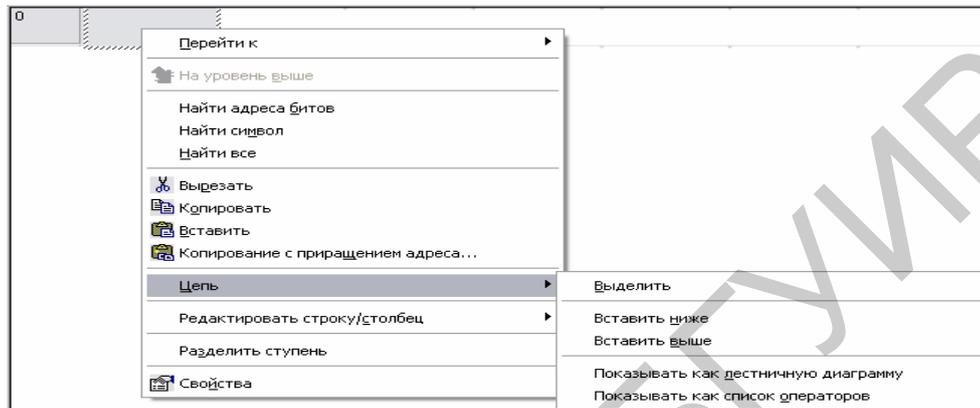 0
Перейти к
На уровень выше
Найти адреса битов
Найти символ
Найти все
Вырезать
Копировать
Вставить
Копирование с приращением адреса...
Цепь
Редактировать строку/столбец
Разделить ступень
Свойства
Выделить
Вставить ниже
Вставить выше
Показывать как лестничную диаграмму
Показывать как список операторов
БГУИР